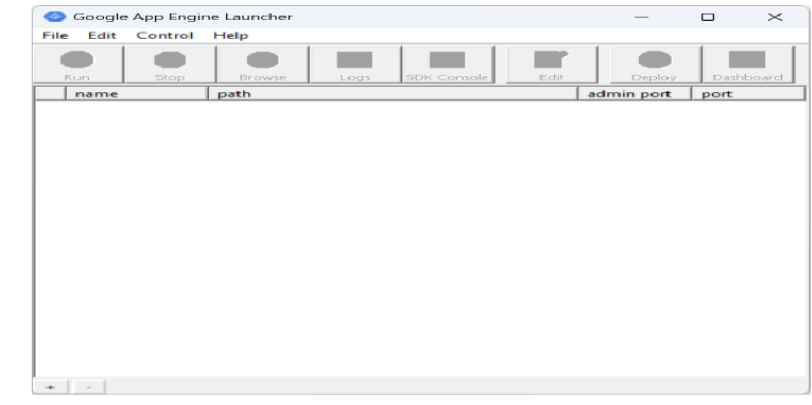 Google App Engine Launcher
File Edit Control Help
Run Stop Browse Logs SDK Console Edit Deploy Dashboard
name path admin port port
+ -